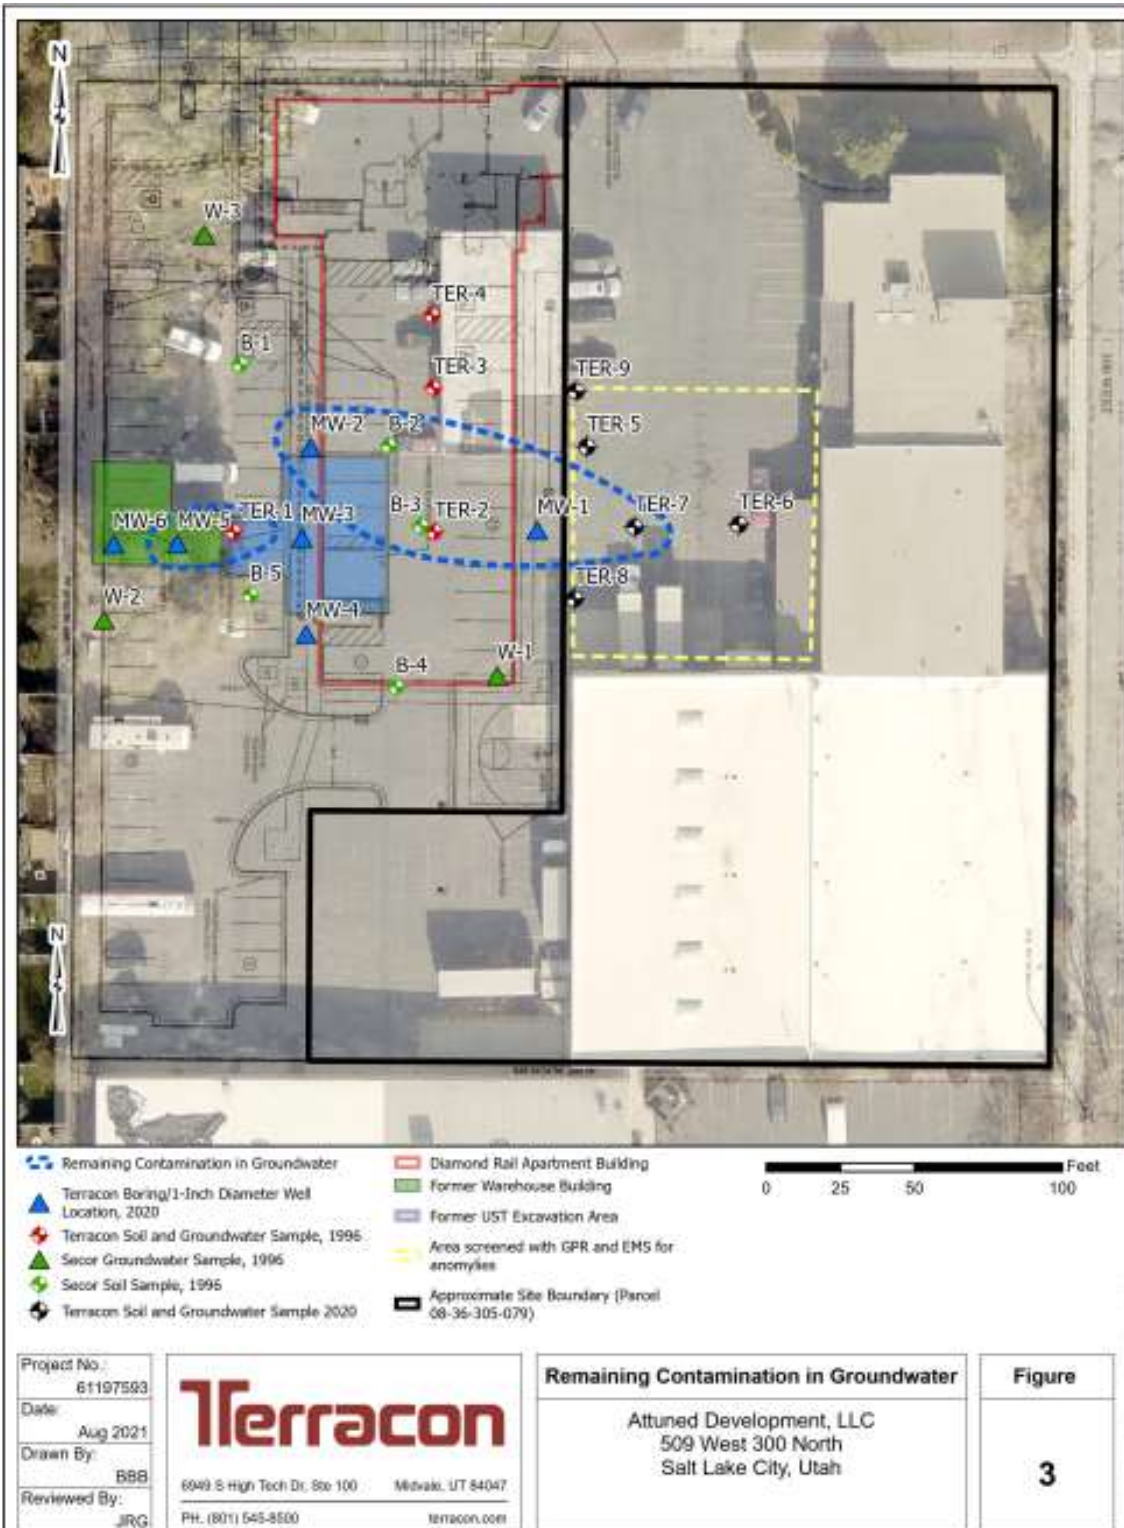 N
W-3
TER-4
B-1
TER-3
TER-9
MW-2
B-2
TER-5
MW-6
MW-5
TER-1
MW-3
B-3
TER-2
MW-1
TER-7
TER-6
B-5
TER-8
W-2
MW-4
B-4
W-1
N
Remaining Contamination in Groundwater
Terracon Boring/1-Inch Diameter Well
Location, 2020
Terracon Soil and Groundwater Sample, 1996
Secor Groundwater Sample, 1996
Secor Soil Sample, 1996
Terracon Soil and Groundwater Sample 2020
Diamond Rail Apartment Building
Former Warehouse Building
Former UST Excavation Area
Area screened with GPR and EMS for
anomylies
Approximate Site Boundary (Parcel
08-36-305-079)
Feet
0 25 50 100
Project No.:
61197593
Date:
Aug 2021
Drawn By:
BBB
Reviewed By:
JRG
Terracon
6949 S High Tech Dr, Ste 100 Midvale, UT 84047
PH. (801) 545-8500 terracon.com
Remaining Contamination in Groundwater
Attuned Development, LLC
509 West 300 North
Salt Lake City, Utah
Figure
3